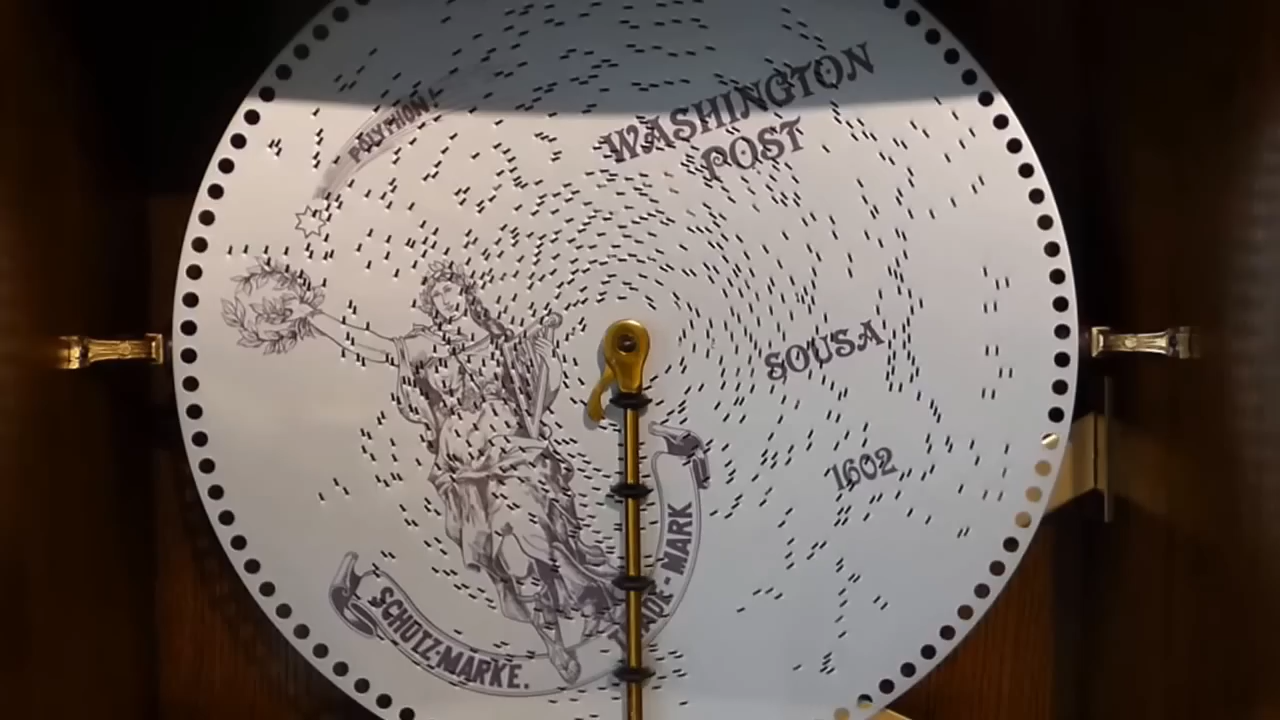 POLYPHON!
WASHINGTON
POST
SOUSA
1602
TRADE-MARK
SCHUTZ-MARKE.